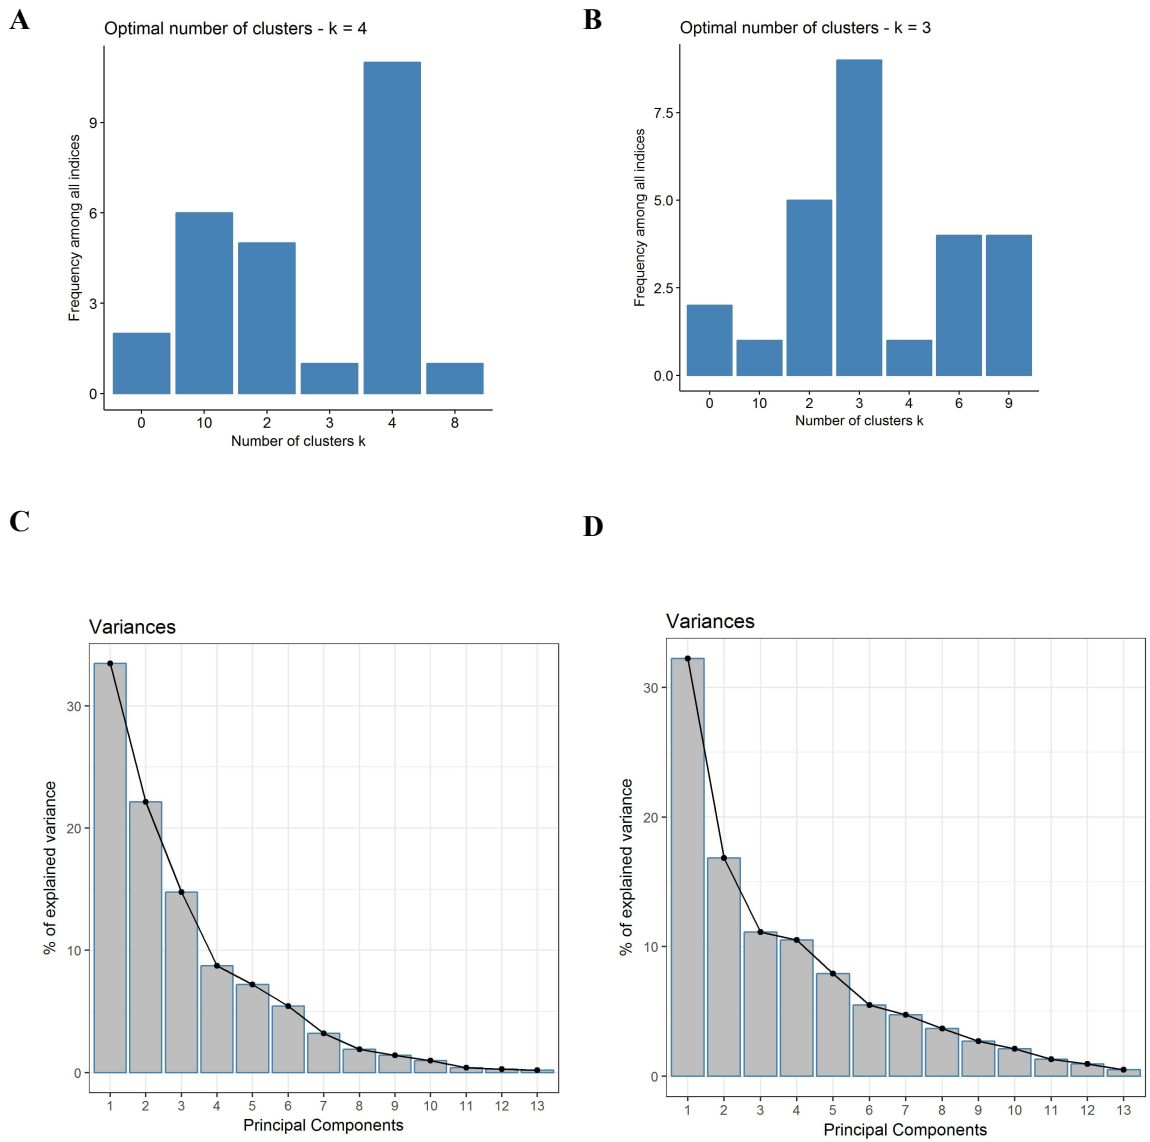 A
Optimal number of clusters - k = 4
Frequency among all indices
9
6
3
0
0 10 2 3 4 8
Number of clusters k
B
Optimal number of clusters - k = 3
Frequency among all indices
7.5
5.0
2.5
0.0
0 10 2 3 4 6 9
Number of clusters k
C
Variances
% of explained variance
30
20
10
0
1 2 3 4 5 6 7 8 9 10 11 12 13
Principal Components
D
Variances
% of explained variance
30
20
10
0
1 2 3 4 5 6 7 8 9 10 11 12 13
Principal Components